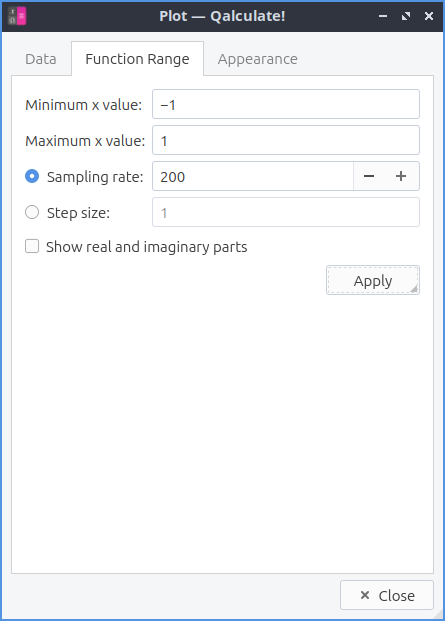 Plot — Qalculate!
Data Function Range Appearance
Minimum x value: −1
Maximum x value: 1
Sampling rate: 200
Step size: 1
Show real and imaginary parts
Apply
Close